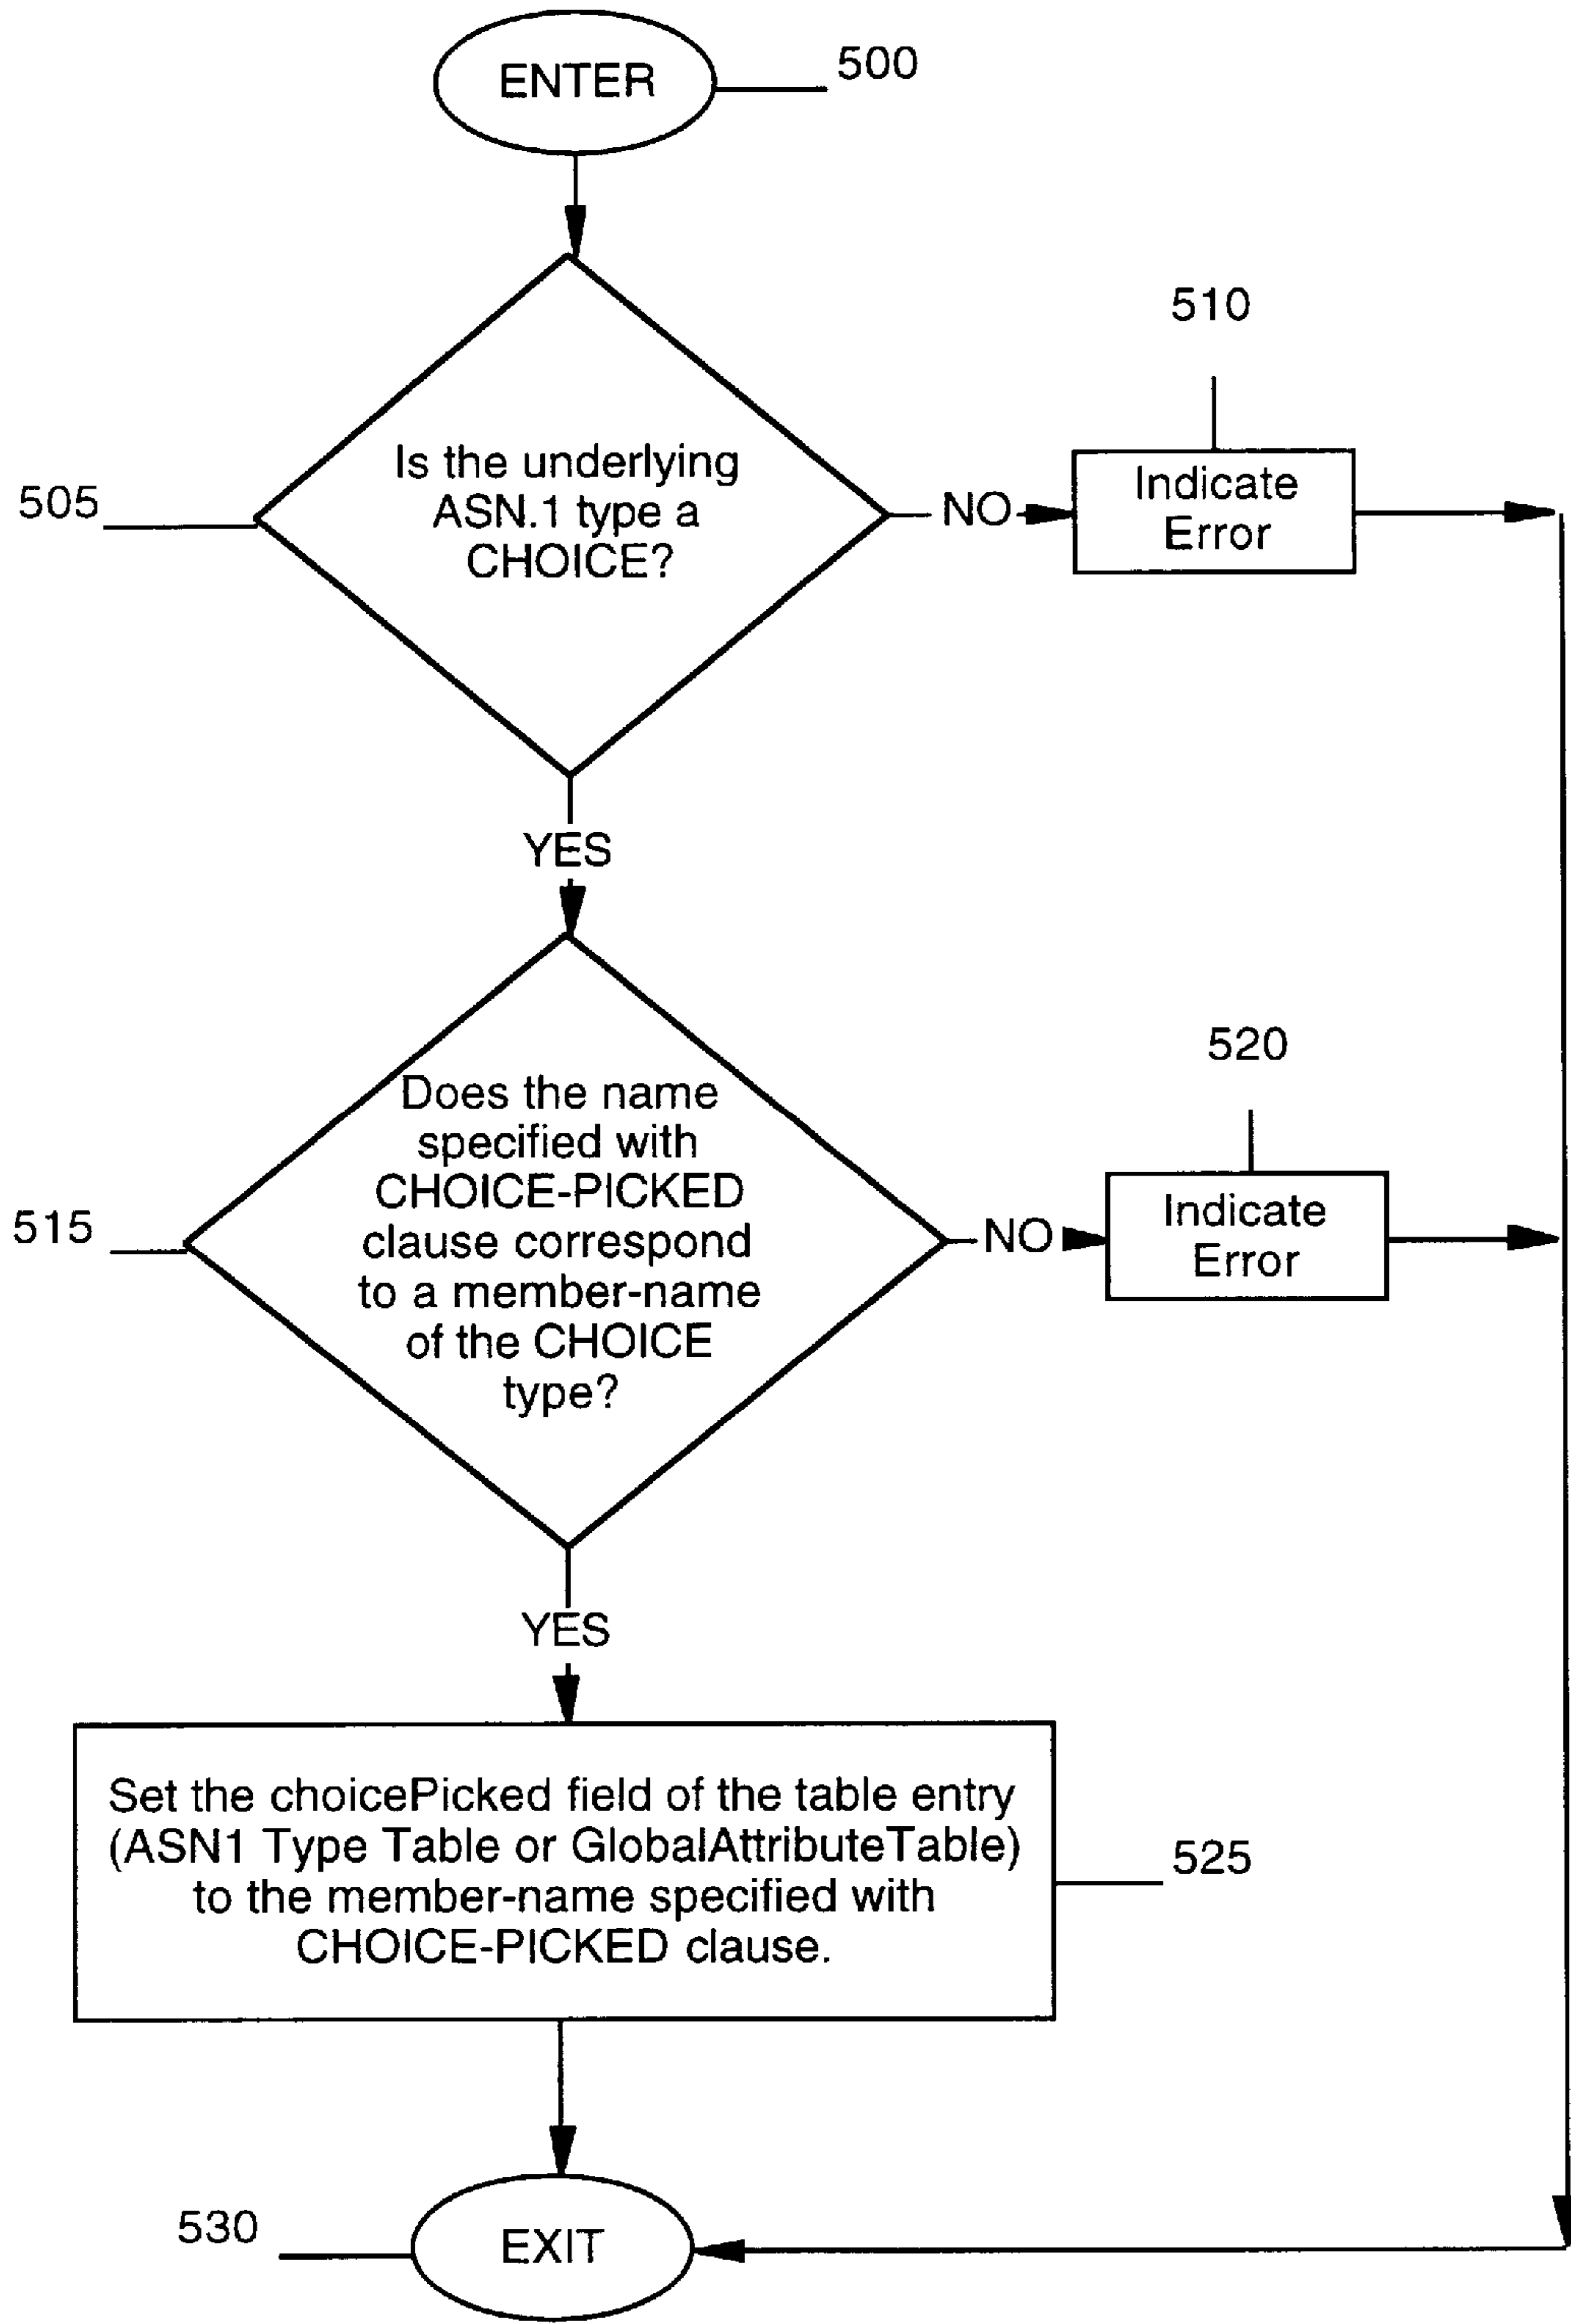 ENTER
500
510
Is the underlying
ASN.1 type a
CHOICE?
505
NO
Indicate
Error
YES
520
Does the name
specified with
CHOICE-PICKED
clause correspond
to a member-name
of the CHOICE
type?
515
NO
Indicate
Error
YES
Set the choicePicked field of the table entry
(ASN1 Type Table or GlobalAttributeTable)
to the member-name specified with
CHOICE-PICKED clause.
525
530
EXIT